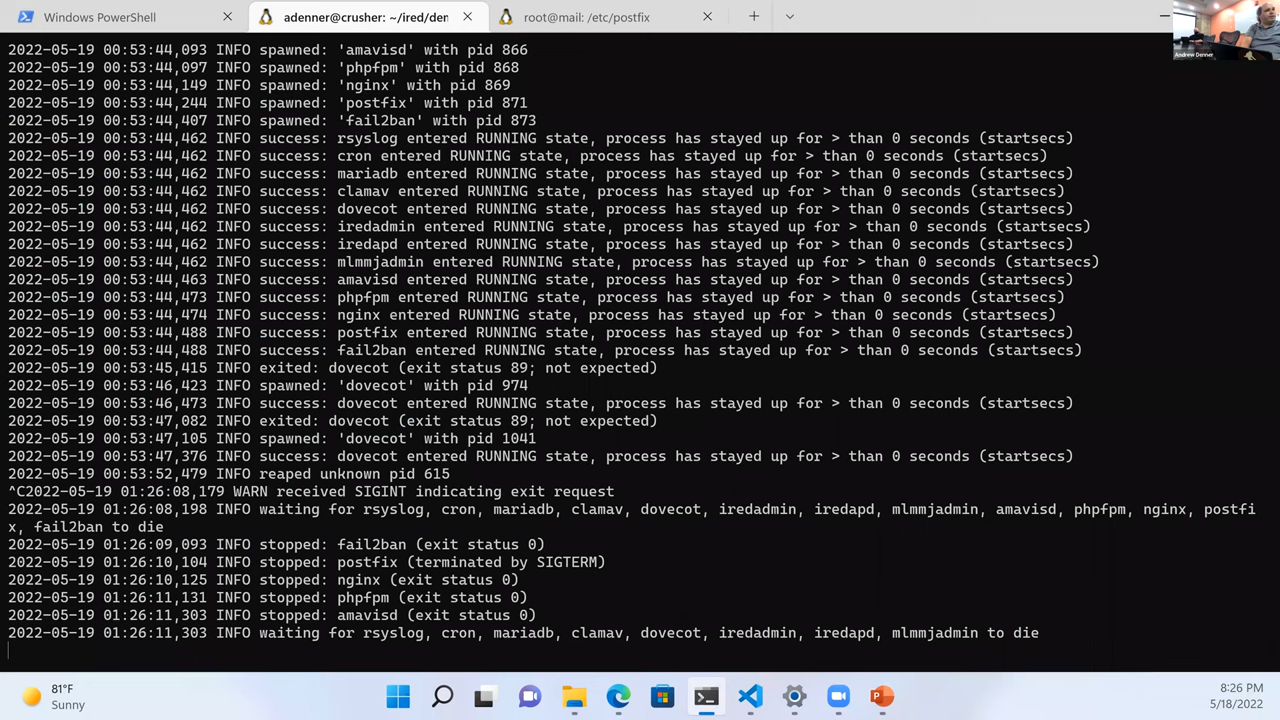 Windows PowerShell
adenner@crusher: ~/ired/den
root@mail: /etc/postfix
Andrew Denner
2022-05-19 00:53:44,093 INFO spawned: 'amavisd' with pid 866
2022-05-19 00:53:44,097 INFO spawned: 'phpfpm' with pid 868
2022-05-19 00:53:44,149 INFO spawned: 'nginx' with pid 869
2022-05-19 00:53:44,244 INFO spawned: 'postfix' with pid 871
2022-05-19 00:53:44,407 INFO spawned: 'fail2ban' with pid 873
2022-05-19 00:53:44,462 INFO success: rsyslog entered RUNNING state, process has stayed up for > than 0 seconds (startsecs)
2022-05-19 00:53:44,462 INFO success: cron entered RUNNING state, process has stayed up for > than 0 seconds (startsecs)
2022-05-19 00:53:44,462 INFO success: mariadb entered RUNNING state, process has stayed up for > than 0 seconds (startsecs)
2022-05-19 00:53:44,462 INFO success: clamav entered RUNNING state, process has stayed up for > than 0 seconds (startsecs)
2022-05-19 00:53:44,462 INFO success: dovecot entered RUNNING state, process has stayed up for > than 0 seconds (startsecs)
2022-05-19 00:53:44,462 INFO success: iredadmin entered RUNNING state, process has stayed up for > than 0 seconds (startsecs)
2022-05-19 00:53:44,462 INFO success: iredapd entered RUNNING state, process has stayed up for > than 0 seconds (startsecs)
2022-05-19 00:53:44,462 INFO success: mlmmjadmin entered RUNNING state, process has stayed up for > than 0 seconds (startsecs)
2022-05-19 00:53:44,463 INFO success: amavisd entered RUNNING state, process has stayed up for > than 0 seconds (startsecs)
2022-05-19 00:53:44,473 INFO success: phpfpm entered RUNNING state, process has stayed up for > than 0 seconds (startsecs)
2022-05-19 00:53:44,474 INFO success: nginx entered RUNNING state, process has stayed up for > than 0 seconds (startsecs)
2022-05-19 00:53:44,488 INFO success: postfix entered RUNNING state, process has stayed up for > than 0 seconds (startsecs)
2022-05-19 00:53:44,488 INFO success: fail2ban entered RUNNING state, process has stayed up for > than 0 seconds (startsecs)
2022-05-19 00:53:45,415 INFO exited: dovecot (exit status 89; not expected)
2022-05-19 00:53:46,423 INFO spawned: 'dovecot' with pid 974
2022-05-19 00:53:46,473 INFO success: dovecot entered RUNNING state, process has stayed up for > than 0 seconds (startsecs)
2022-05-19 00:53:47,082 INFO exited: dovecot (exit status 89; not expected)
2022-05-19 00:53:47,105 INFO spawned: 'dovecot' with pid 1041
2022-05-19 00:53:47,376 INFO success: dovecot entered RUNNING state, process has stayed up for > than 0 seconds (startsecs)
2022-05-19 00:53:52,479 INFO reaped unknown pid 615
^C2022-05-19 01:26:08,179 WARN received SIGINT indicating exit request
2022-05-19 01:26:08,198 INFO waiting for rsyslog, cron, mariadb, clamav, dovecot, iredadmin, iredapd, mlmmjadmin, amavisd, phpfpm, nginx, postfi
x, fail2ban to die
2022-05-19 01:26:09,093 INFO stopped: fail2ban (exit status 0)
2022-05-19 01:26:10,104 INFO stopped: postfix (terminated by SIGTERM)
2022-05-19 01:26:10,125 INFO stopped: nginx (exit status 0)
2022-05-19 01:26:11,131 INFO stopped: phpfpm (exit status 0)
2022-05-19 01:26:11,303 INFO stopped: amavisd (exit status 0)
2022-05-19 01:26:11,303 INFO waiting for rsyslog, cron, mariadb, clamav, dovecot, iredadmin, iredapd, mlmmjadmin to die
81°F
Sunny
8:26 PM
5/18/2022